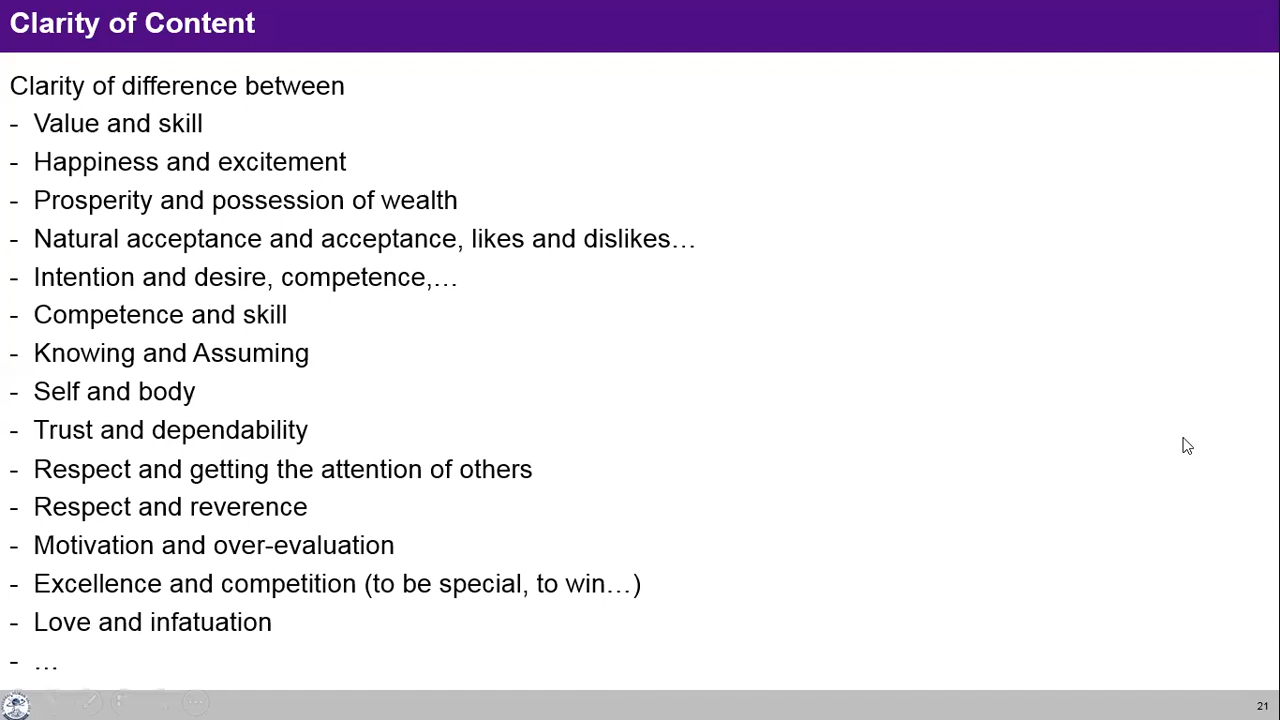 Clarity of Content
Clarity of difference between
- Value and skill
- Happiness and excitement
- Prosperity and possession of wealth
- Natural acceptance and acceptance, likes and dislikes…
- Intention and desire, competence,…
- Competence and skill
- Knowing and Assuming
- Self and body
- Trust and dependability
- Respect and getting the attention of others
- Respect and reverence
- Motivation and over-evaluation
- Excellence and competition (to be special, to win…)
- Love and infatuation
- …
21